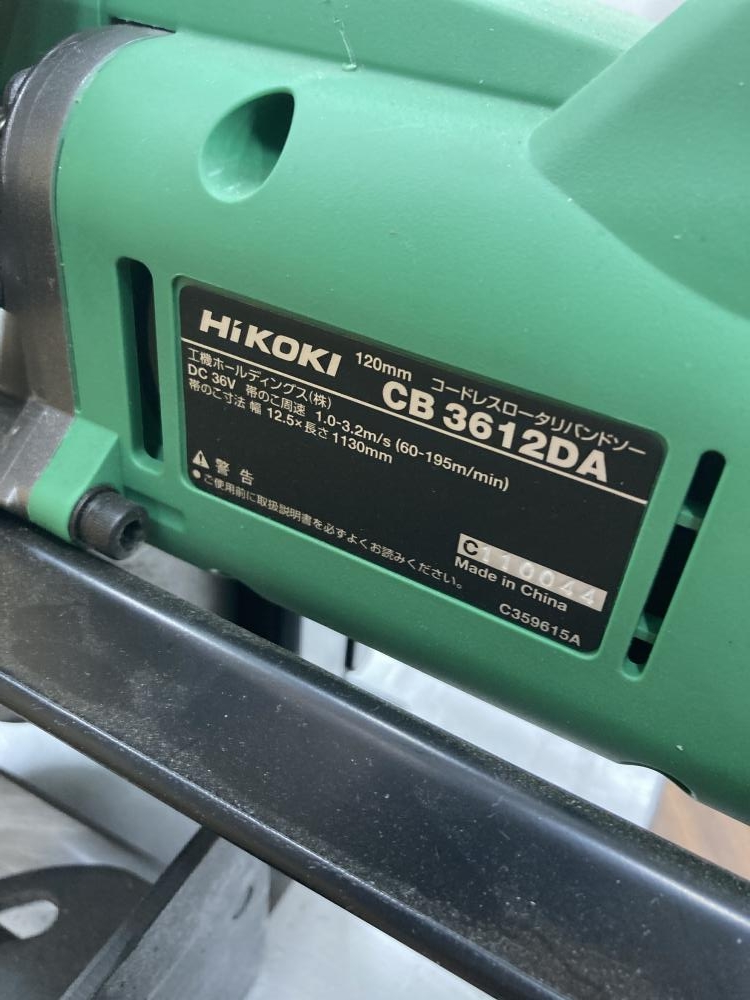 HiKOKI 120mm コードレスロータリバンドソー
工機ホールディングス(株) CB 3612DA
DC 36V 帯のこ周速 1.0-3.2m/s (60-195m/min)
帯のこ寸法 幅 12.5×長さ 1130mm
警告
●ご使用前に取扱説明書を必ずよくお読みください。
C110044
Made in China
C359615A